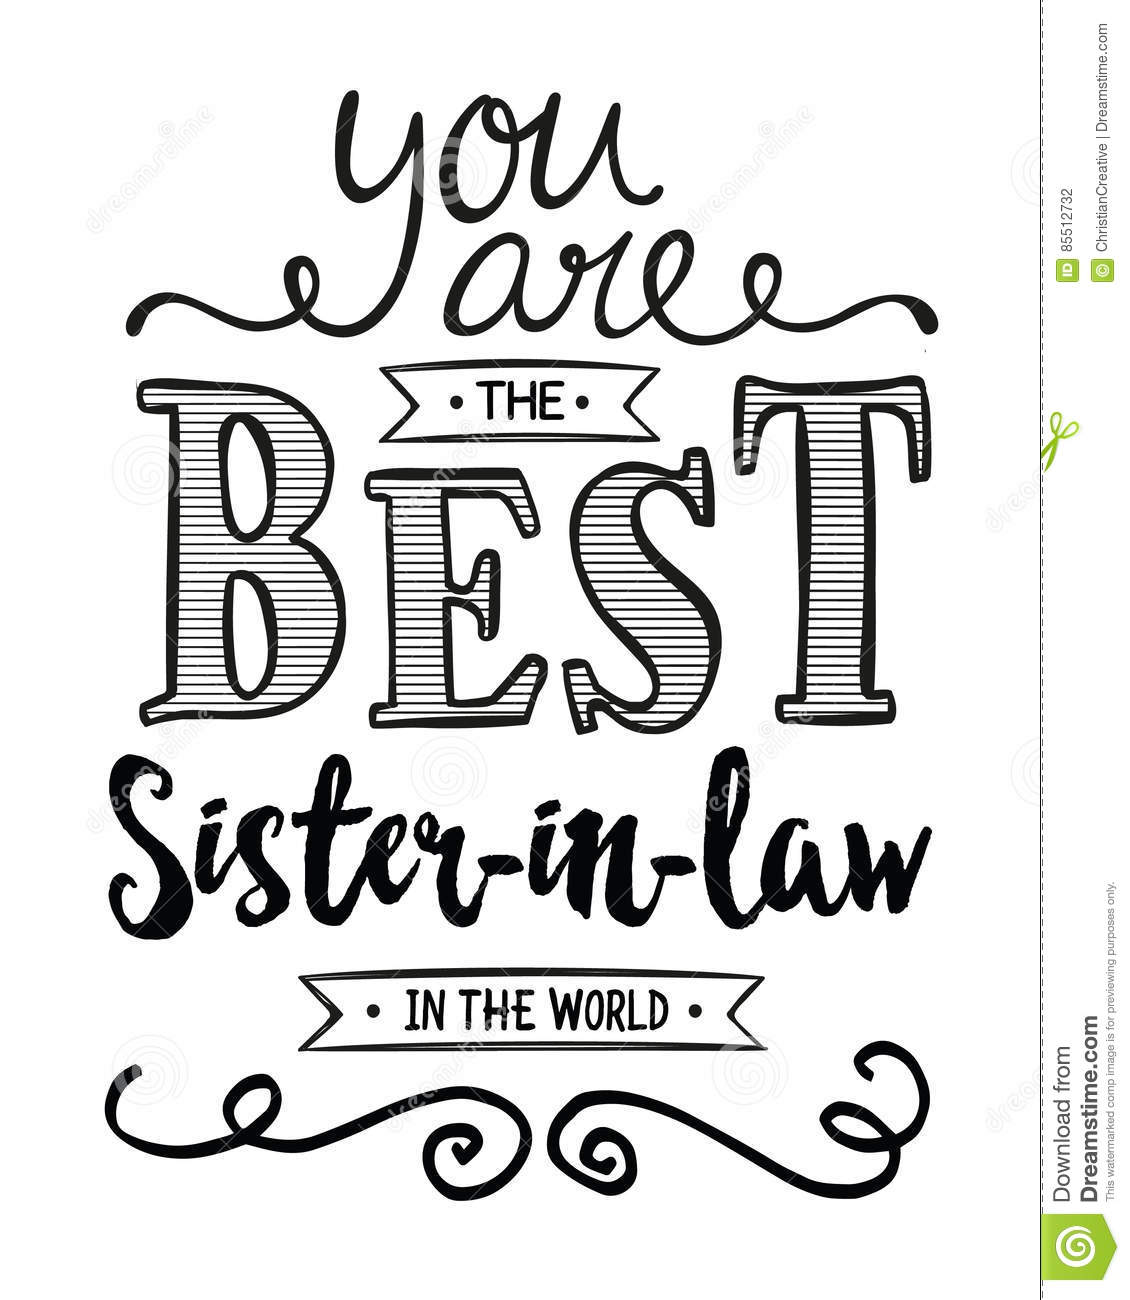 you
are
• THE •
BEST
Sister-in-law
• IN THE WORLD •
ID 85512732
© ChristianCreative | Dreamstime.com
Download from
Dreamstime.com
This watermarked comp image is for previewing purposes only.
dreamstime